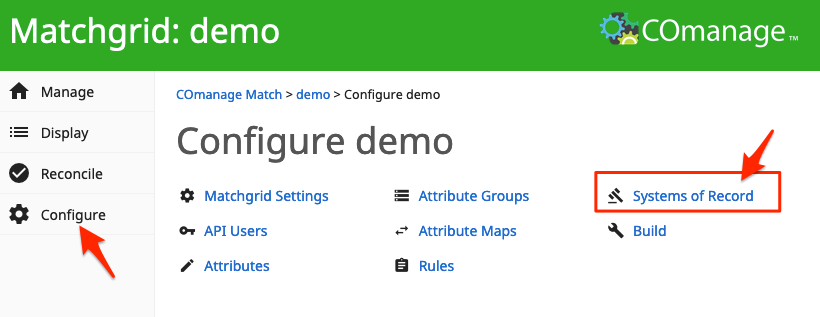 Matchgrid: demo
COmanage™
Manage
Display
Reconcile
Configure
COmanage Match > demo > Configure demo
Configure demo
Matchgrid Settings
Attribute Groups
Systems of Record
API Users
Attribute Maps
Build
Attributes
Rules